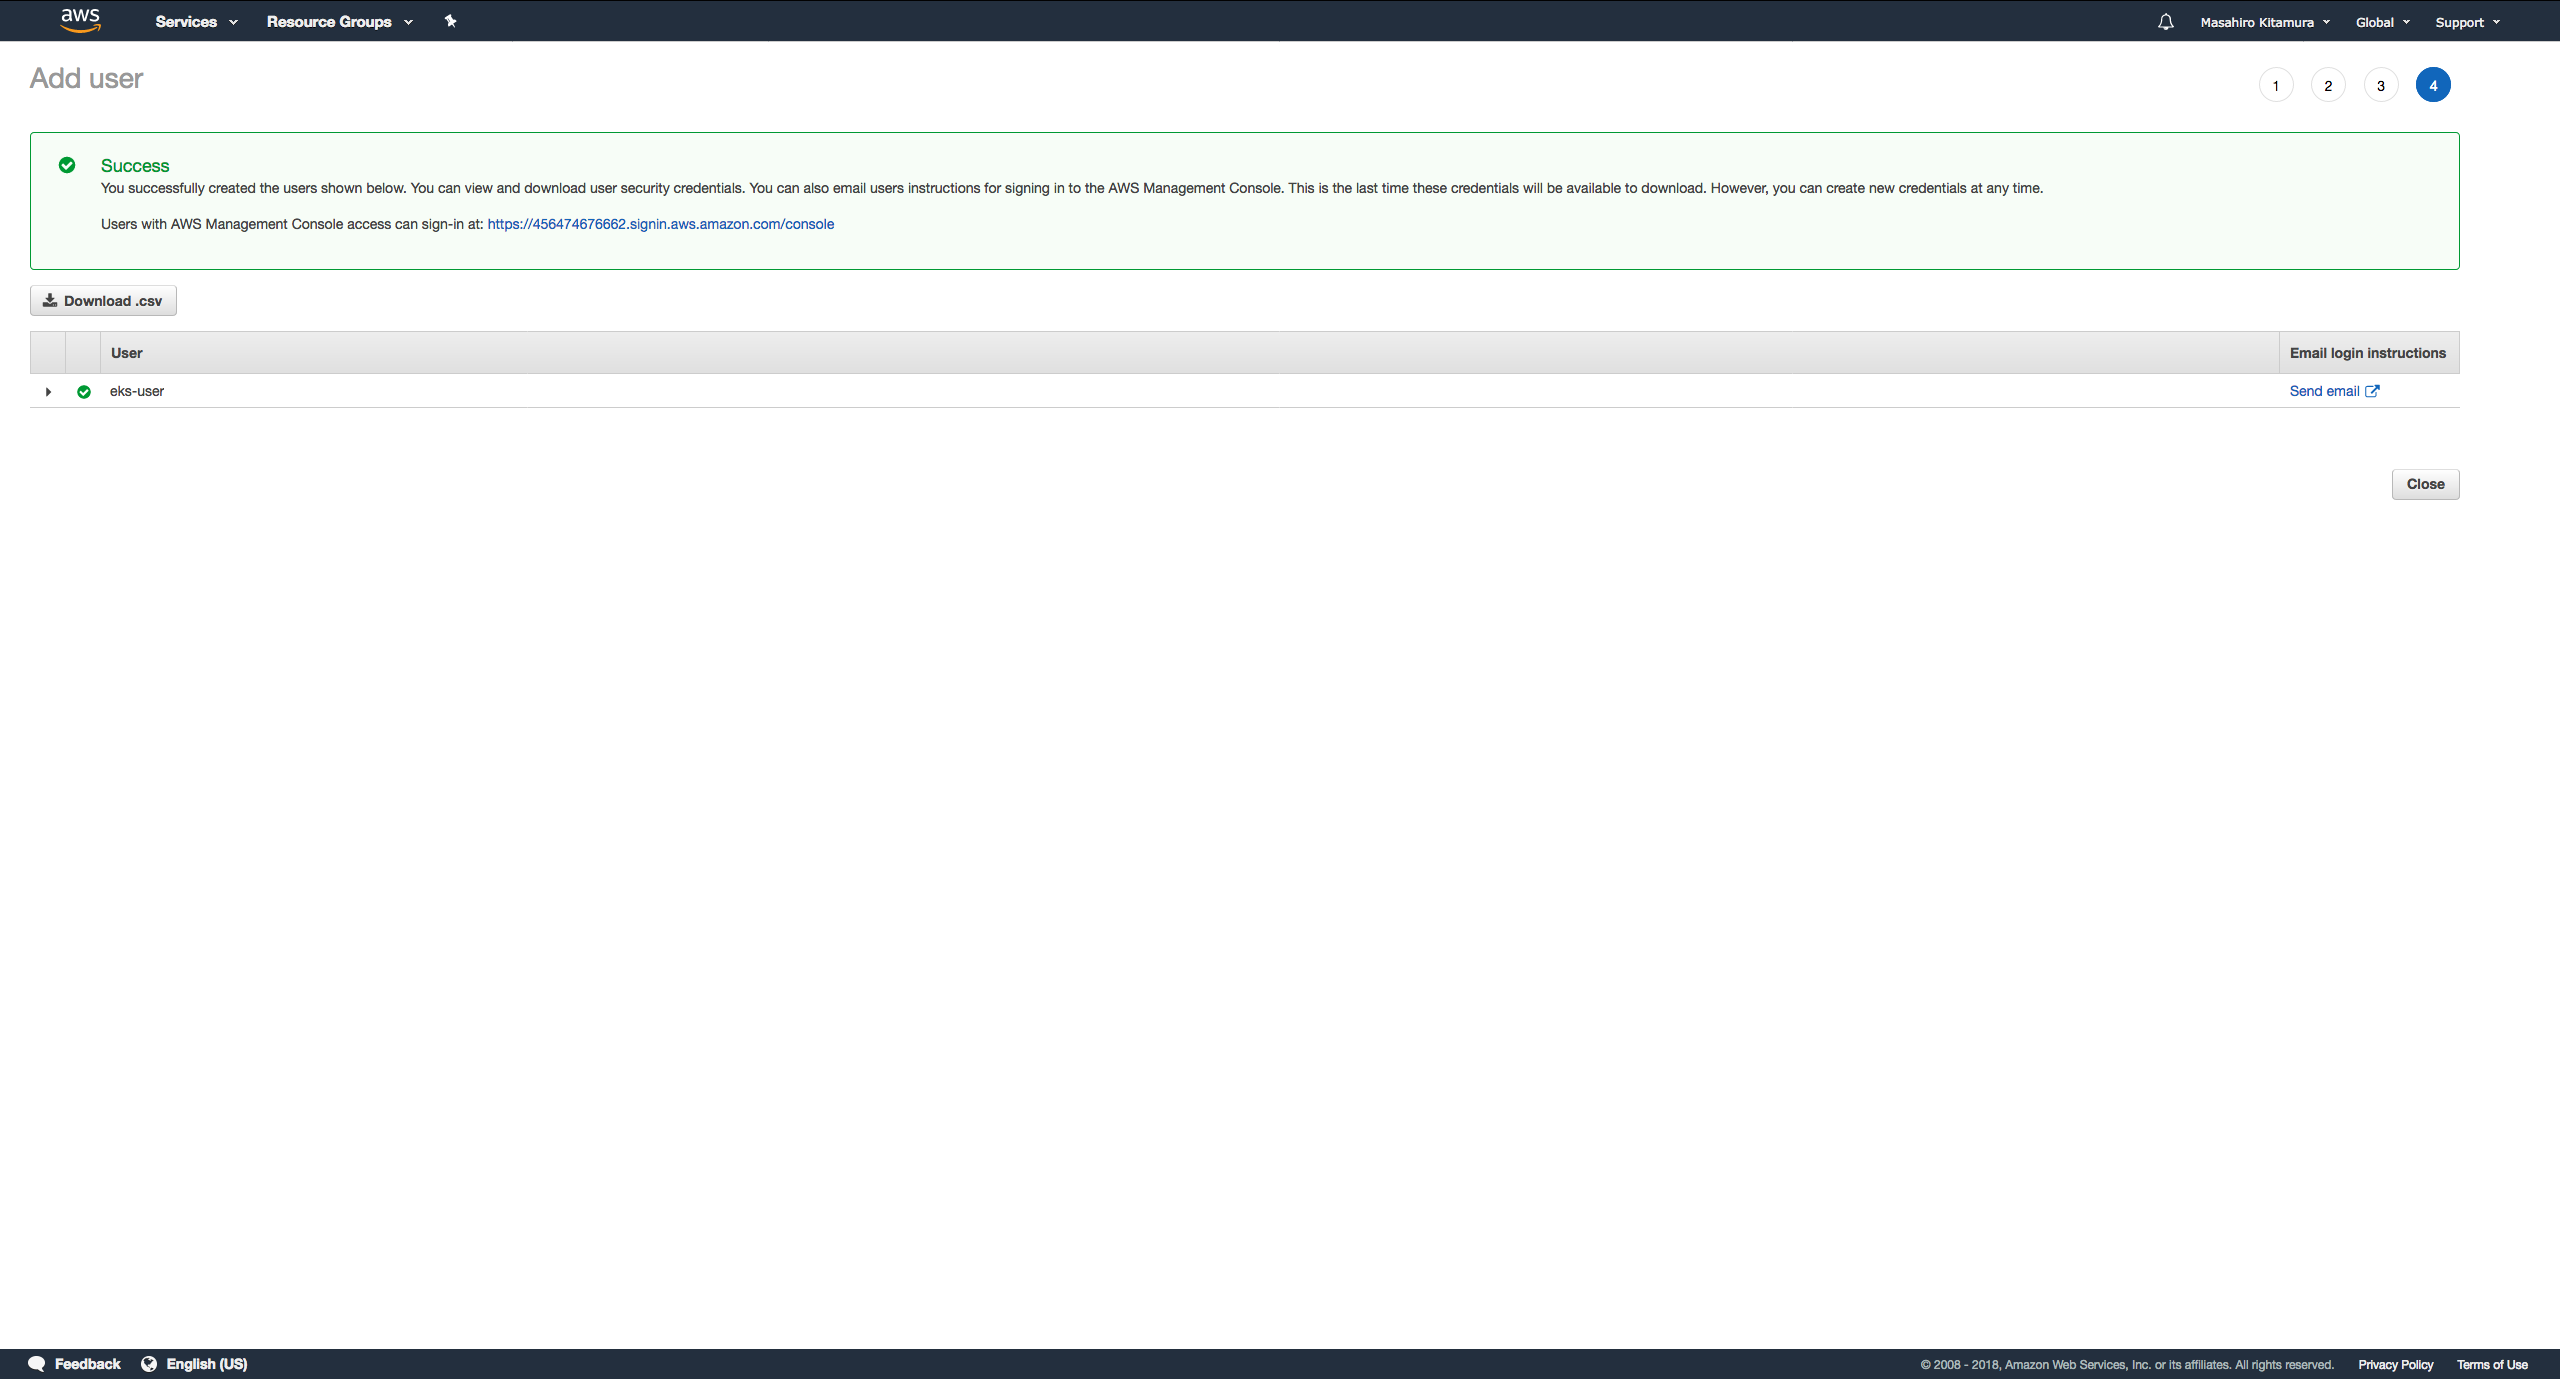 aws Services Resource Groups Masahiro Kitamura Global Support
Add user
1 2 3 4
Success
You successfully created the users shown below. You can view and download user security credentials. You can also email users instructions for signing in to the AWS Management Console. This is the last time these credentials will be available to download. However, you can create new credentials at any time.
Users with AWS Management Console access can sign-in at: https://456474676662.signin.aws.amazon.com/console
Download .csv
User Email login instructions
eks-user Send email
Close
Feedback English (US) © 2008 - 2018, Amazon Web Services, Inc. or its affiliates. All rights reserved. Privacy Policy Terms of Use